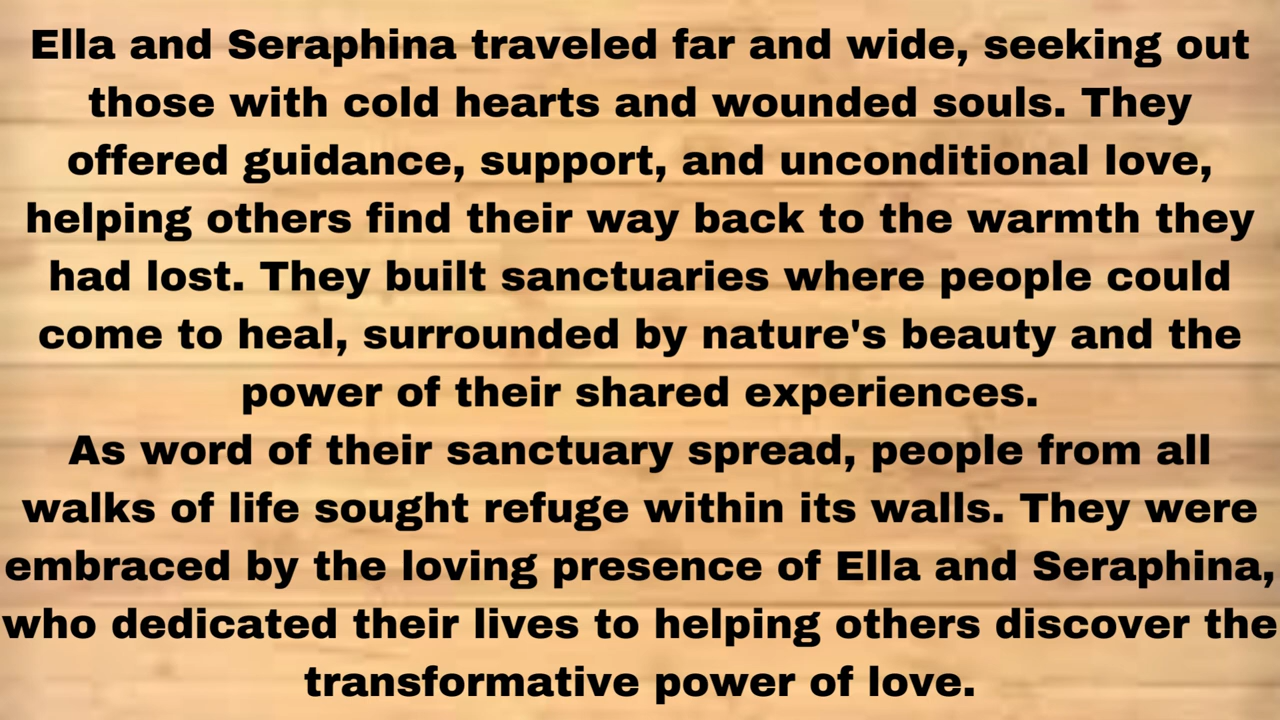 Ella and Seraphina traveled far and wide, seeking out
those with cold hearts and wounded souls. They
offered guidance, support, and unconditional love,
helping others find their way back to the warmth they
had lost. They built sanctuaries where people could
come to heal, surrounded by nature's beauty and the
power of their shared experiences.
As word of their sanctuary spread, people from all
walks of life sought refuge within its walls. They were
embraced by the loving presence of Ella and Seraphina,
who dedicated their lives to helping others discover the
transformative power of love.